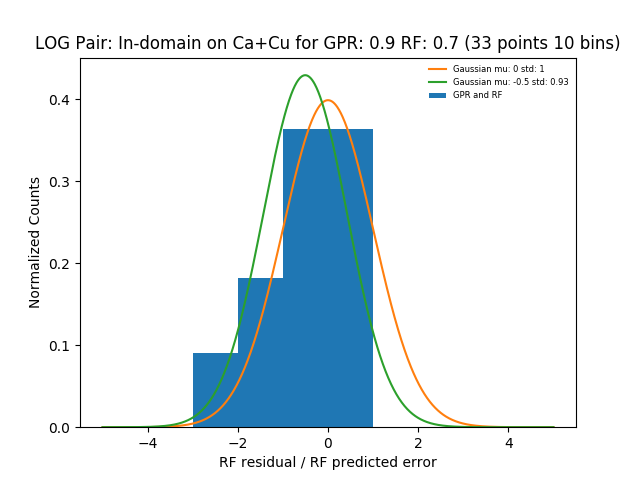 LOG Pair: In-domain on Ca+Cu for GPR: 0.9 RF: 0.7 (33 points 10 bins)
Gaussian mu: 0 std: 1
Gaussian mu: -0.5 std: 0.93
GPR and RF
Normalized Counts
0.4
0.3
0.2
0.1
0.0
−4 −2 0 2 4
RF residual / RF predicted error